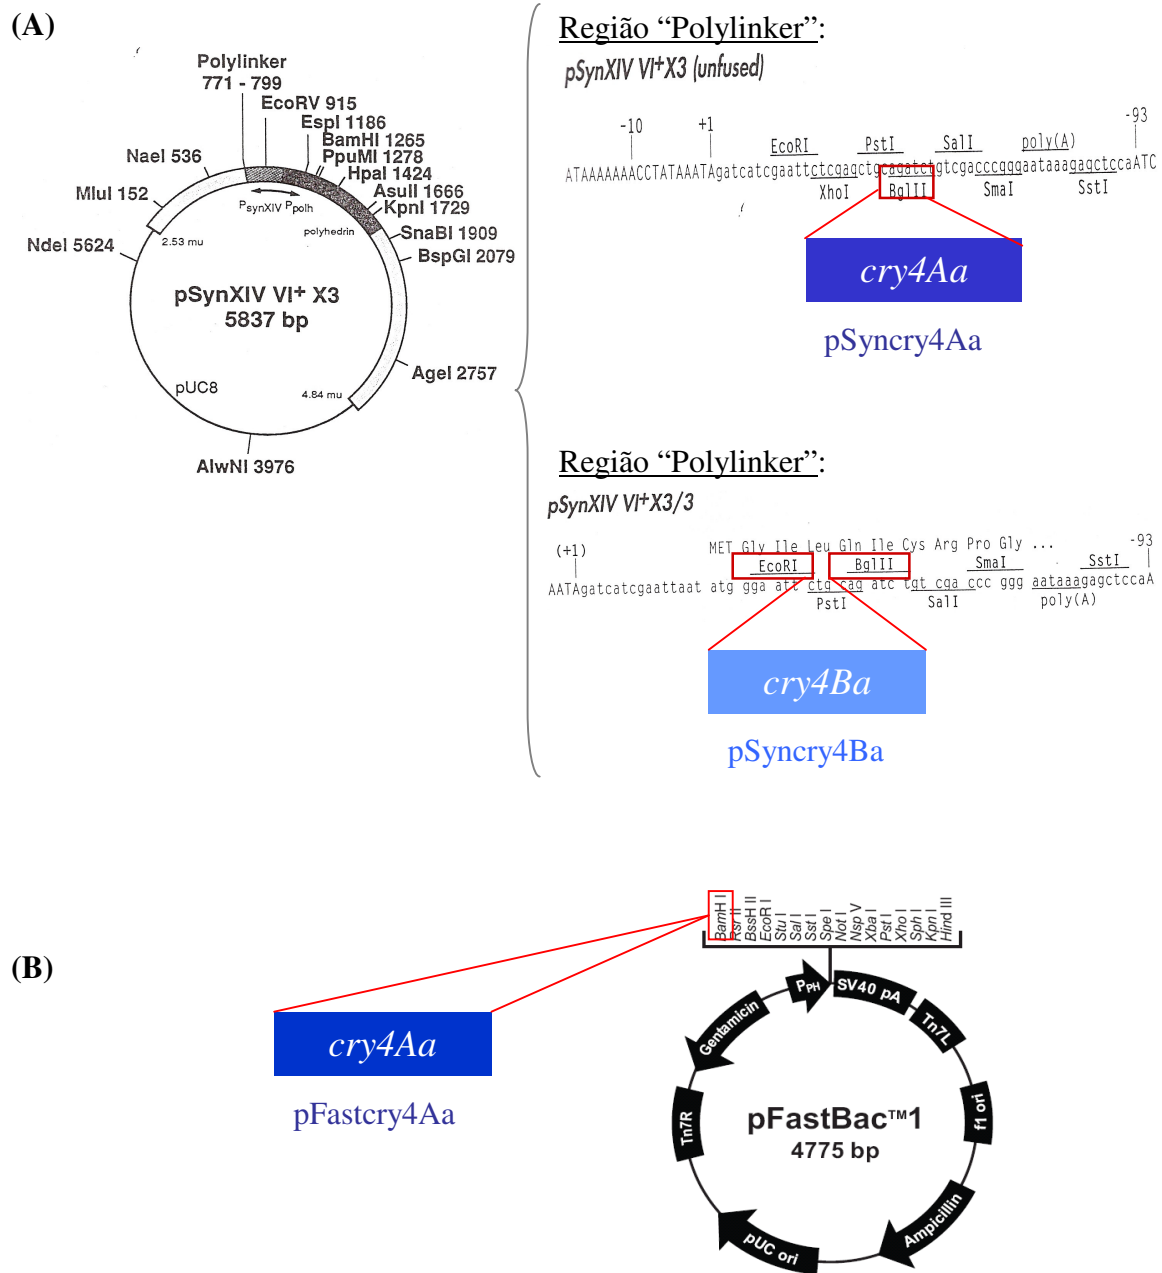 (A)
Polylinker
771 - 799
EcoRV 915
EspI 1186
BamHI 1265
PpuMI 1278
HpaI 1424
AsuII 1666
KpnI 1729
SnaBI 1909
BspGI 2079
NaeI 536
MluI 152
NdeI 5624
PsynXIV Ppolh
polyhedrin
2.53 mu
pSynXIV VI+ X3
5837 bp
AgeI 2757
4.84 mu
pUC8
AlwNI 3976
Região “Polylinker”:
pSynXIV VI+X3 (unfused)
-10 +1 -93
EcoRI PstI SalI poly(A)
ATAAAAAAACCTATAAATAgatcatcgaattctcgagctgcagatctgtcgacccgggaataaagagctccaATC
XhoI BglII SmaI SstI
cry4Aa
pSyncry4Aa
Região “Polylinker”:
pSynXIV VI+X3/3
(+1) MET Gly Ile Leu Gln Ile Cys Arg Pro Gly ... -93
EcoRI BglII SmaI SstI
AATAgatcatcgaattaat atg gga att ctg cag atc tgt cga ccc ggg aataaagagctccaA
PstI SalI poly(A)
cry4Ba
pSyncry4Ba
(B)
BamH I
Rsr II
BssH II
EcoR I
Stu I
Sal I
Sst I
Spe I
Not I
Nsp V
Xba I
Pst I
Xho I
Sph I
Kpn I
Hind III
cry4Aa
pFastcry4Aa
PPH
SV40 pA
Tn7L
f1 ori
Ampicillin
pUC ori
Tn7R
Gentamicin
pFastBac™1
4775 bp